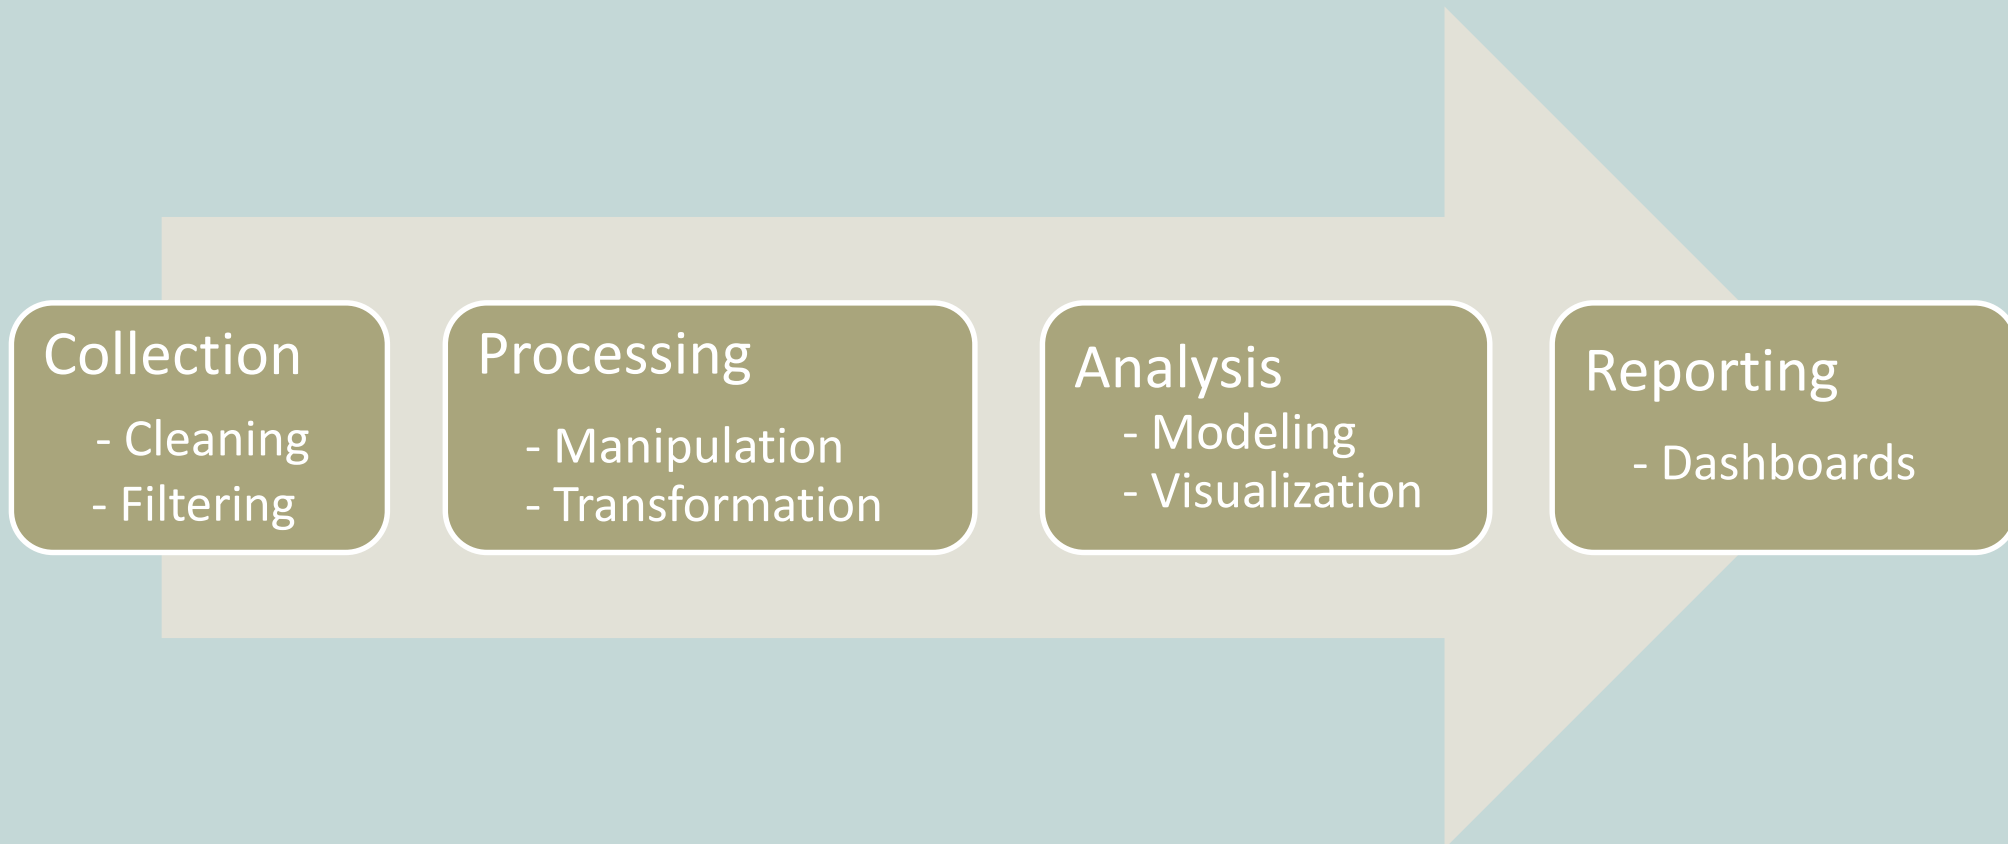 Collection
- Cleaning
- Filtering
Processing
- Manipulation
- Transformation
Analysis
- Modeling
- Visualization
Reporting
- Dashboards